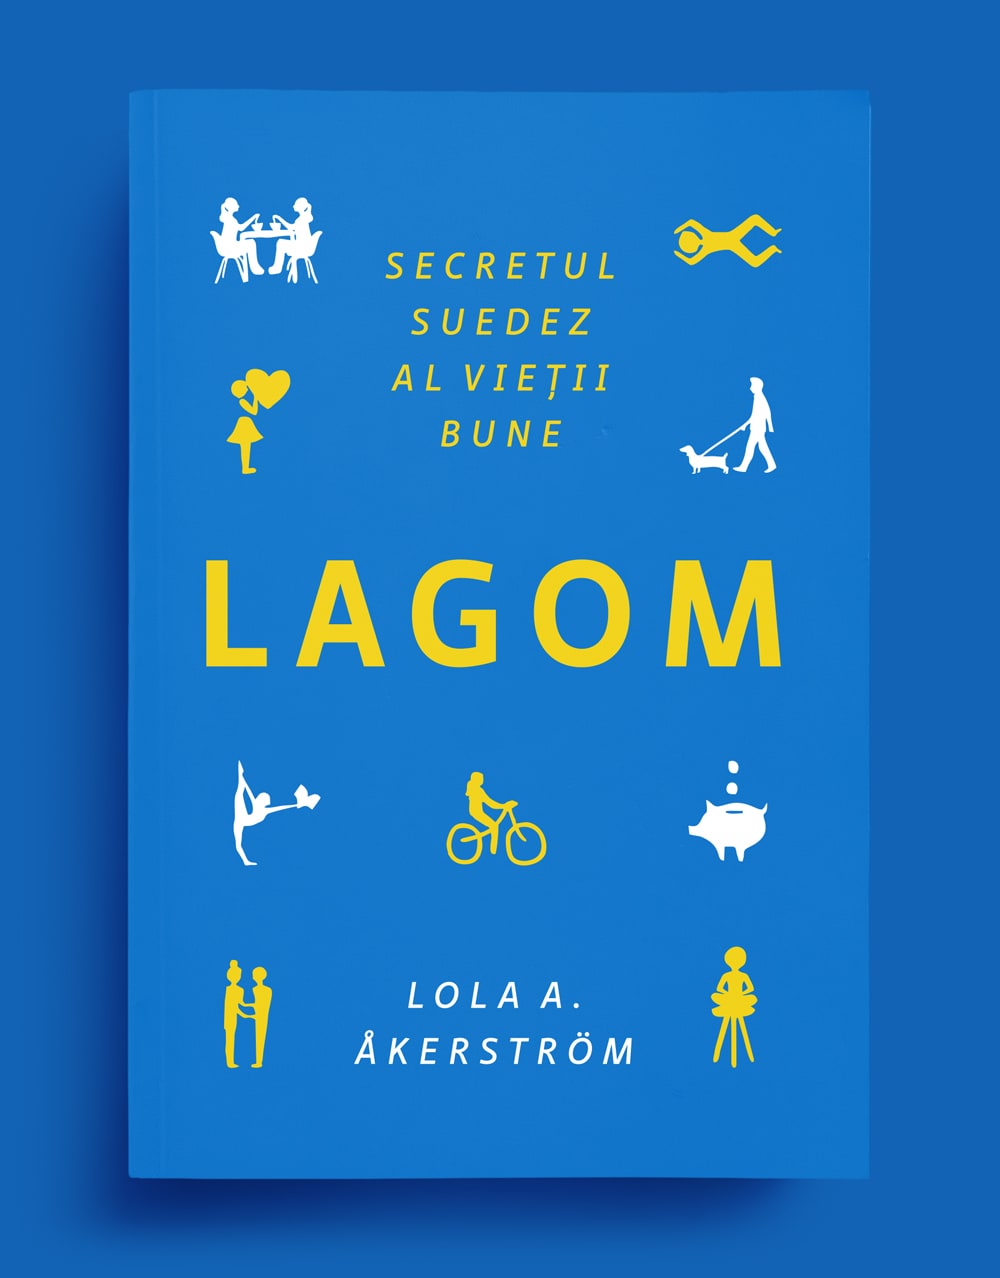 SECRETUL
SUEDEZ
AL VIEȚII
BUNE
LAGOM
LOLA A.
ÅKERSTRÖM